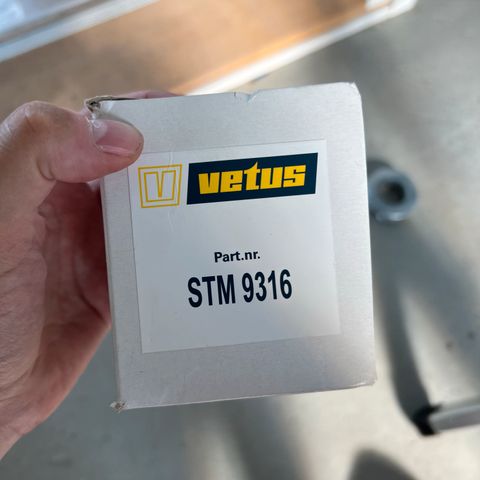 V vetus
Part.nr.
STM 9316